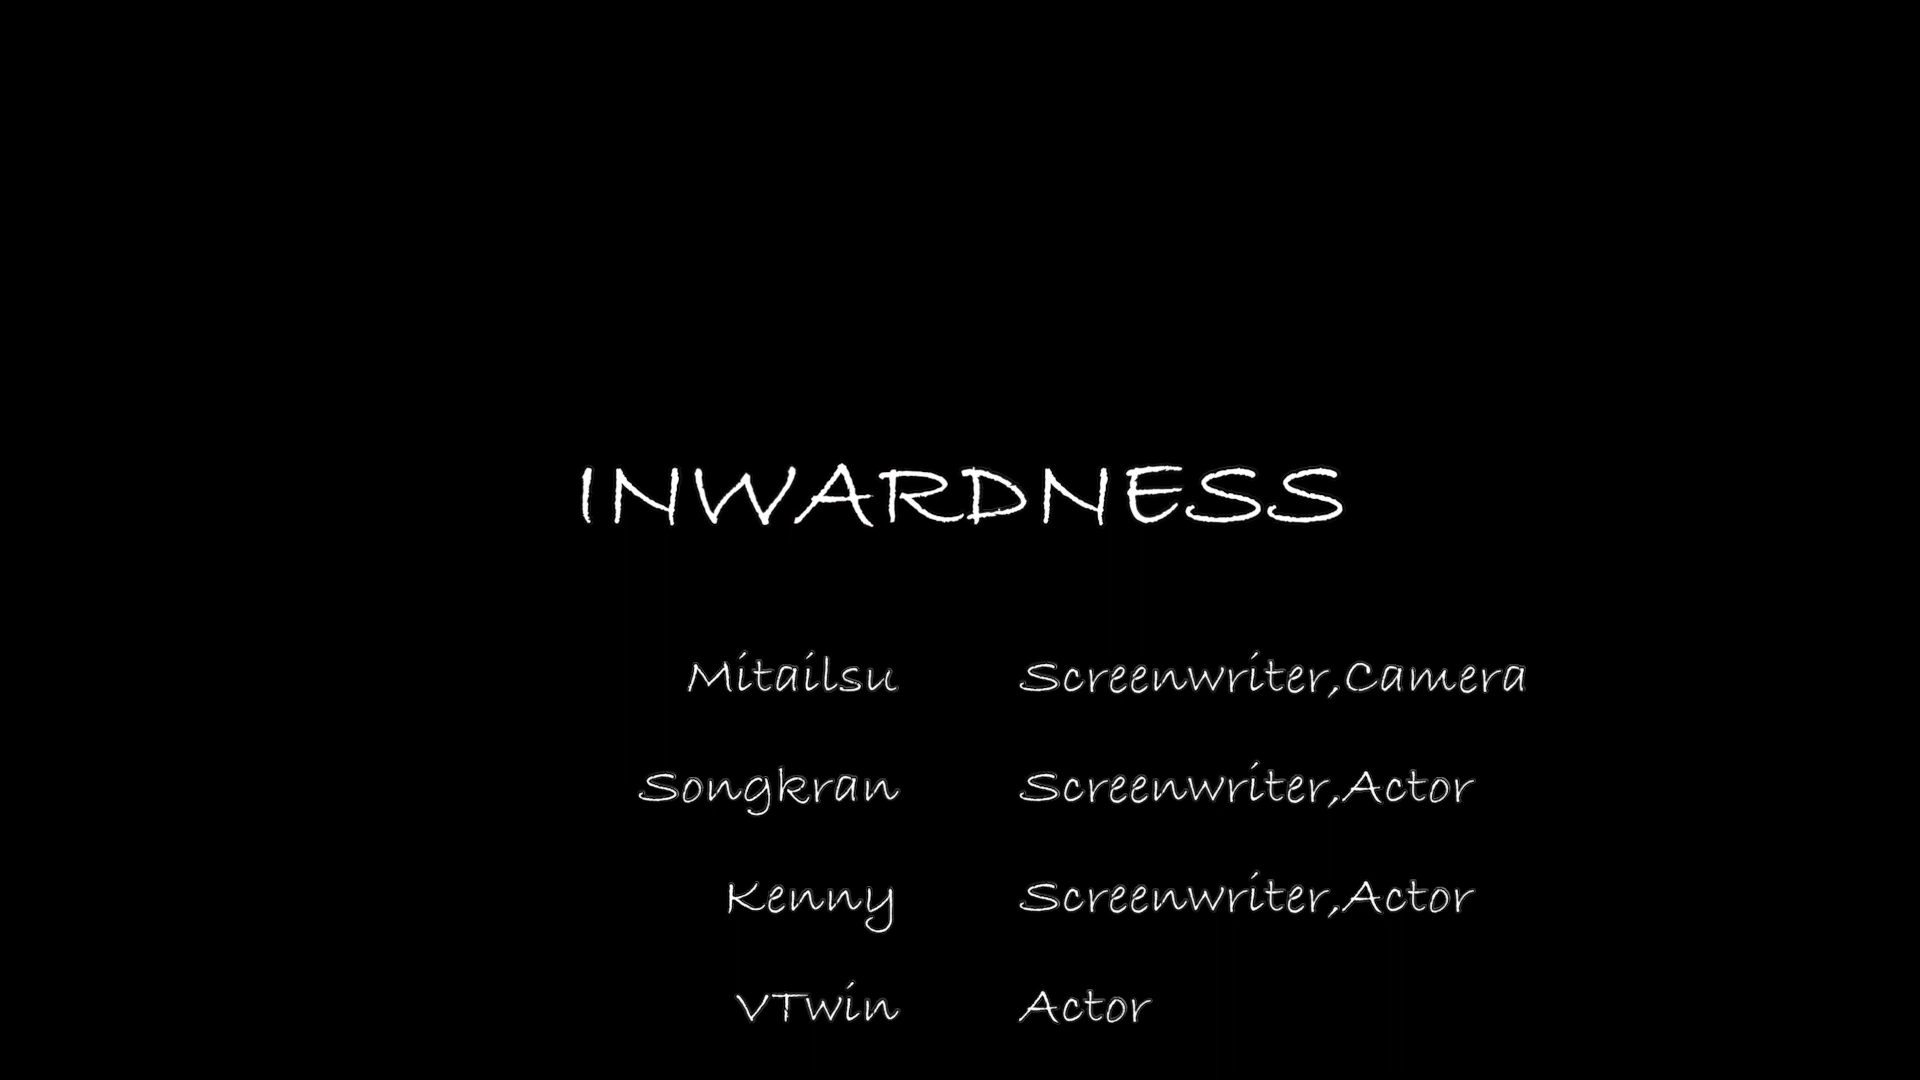 INWARDNESS
Mitailsu Screenwriter,Camera
Songkran Screenwriter,Actor
Kenny Screenwriter,Actor
VTwin Actor